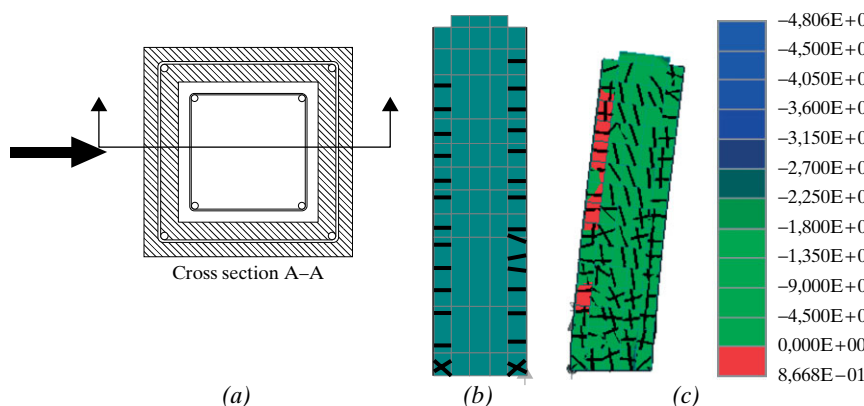 Cross section A–A
(a)
(b)
(c)
–4,806E+0
–4,500E+0
–4,050E+0
–3,600E+0
–3,150E+0
–2,700E+0
–2,250E+0
–1,800E+0
–1,350E+0
–9,000E+0
–4,500E+0
0,000E+00
8,668E–01